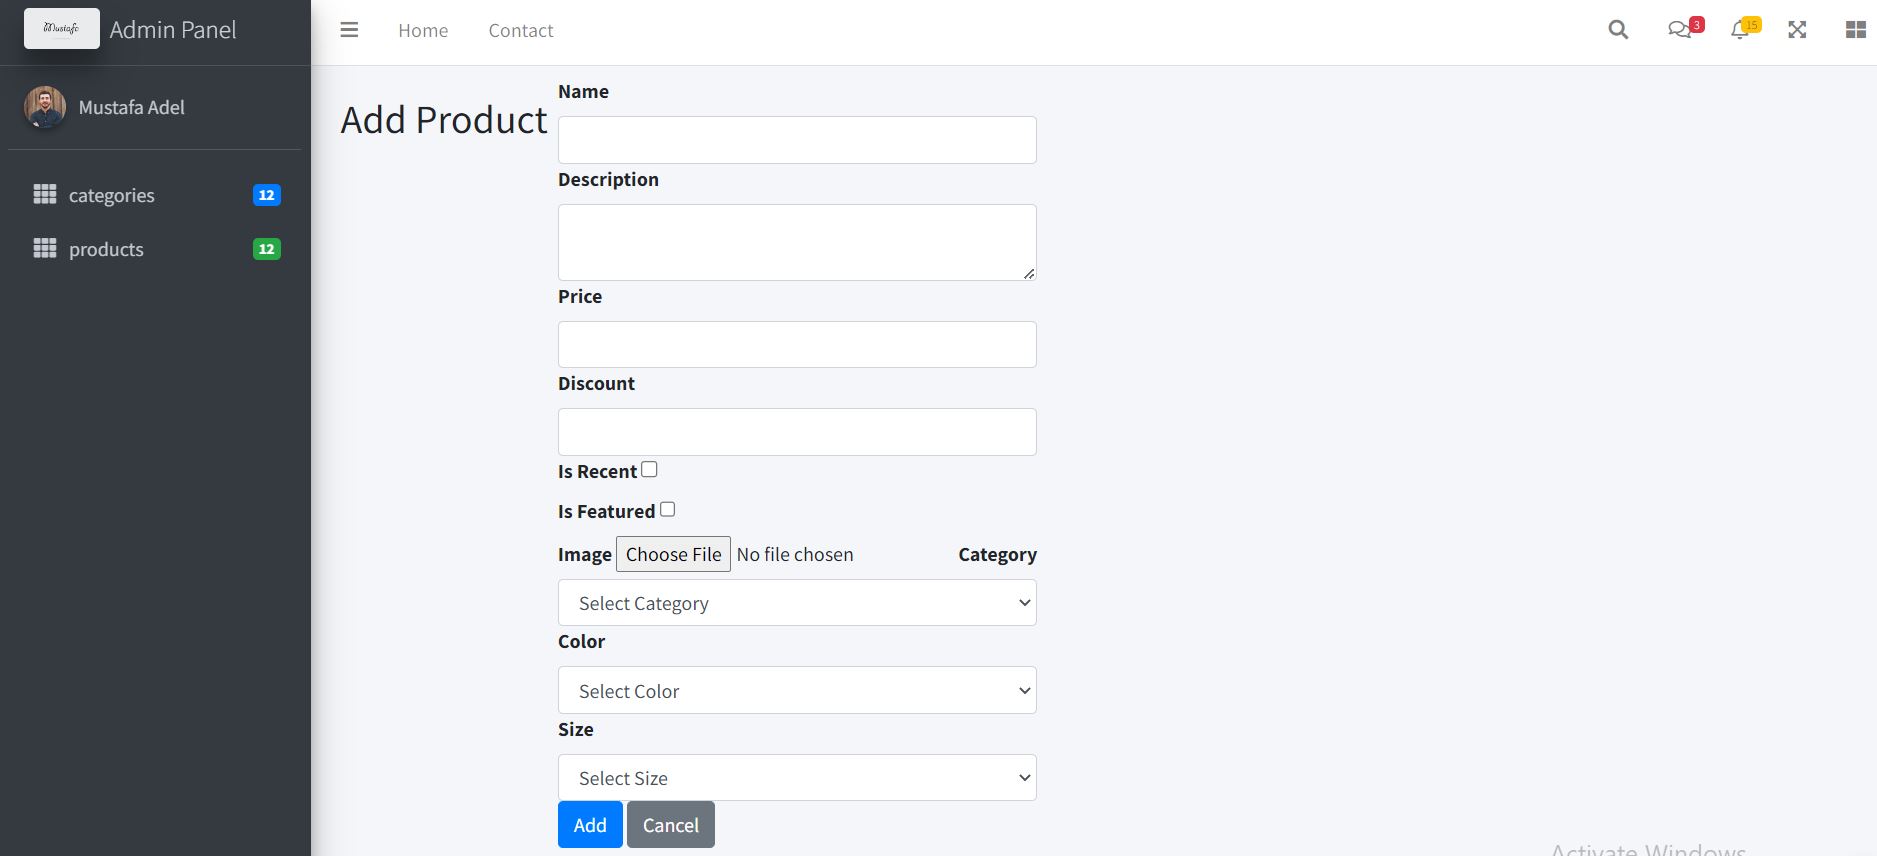 Mustafa
Admin Panel
Home
Contact
3
15
Mustafa Adel
categories 12
products 12
Add Product
Name
Description
Price
Discount
Is Recent
Is Featured
Image Choose File No file chosen Category
Select Category
Color
Select Color
Size
Select Size
Add Cancel
Activate Windows